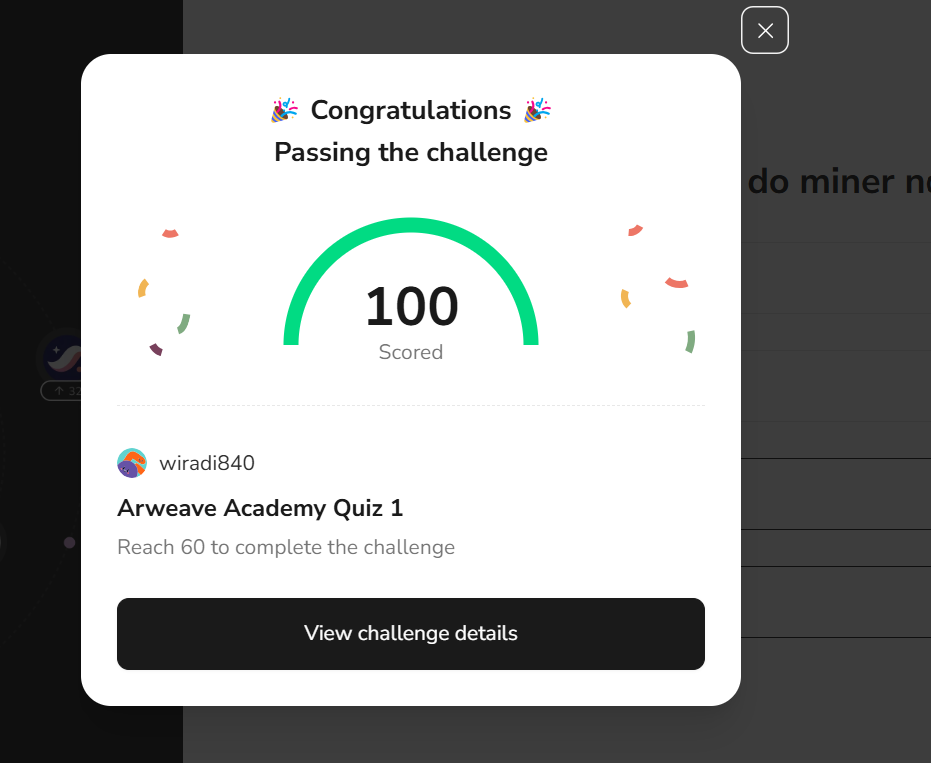 🎉 Congratulations 🎉
Passing the challenge
do miner
100
Scored
32
wiradi840
Arweave Academy Quiz 1
Reach 60 to complete the challenge
View challenge details